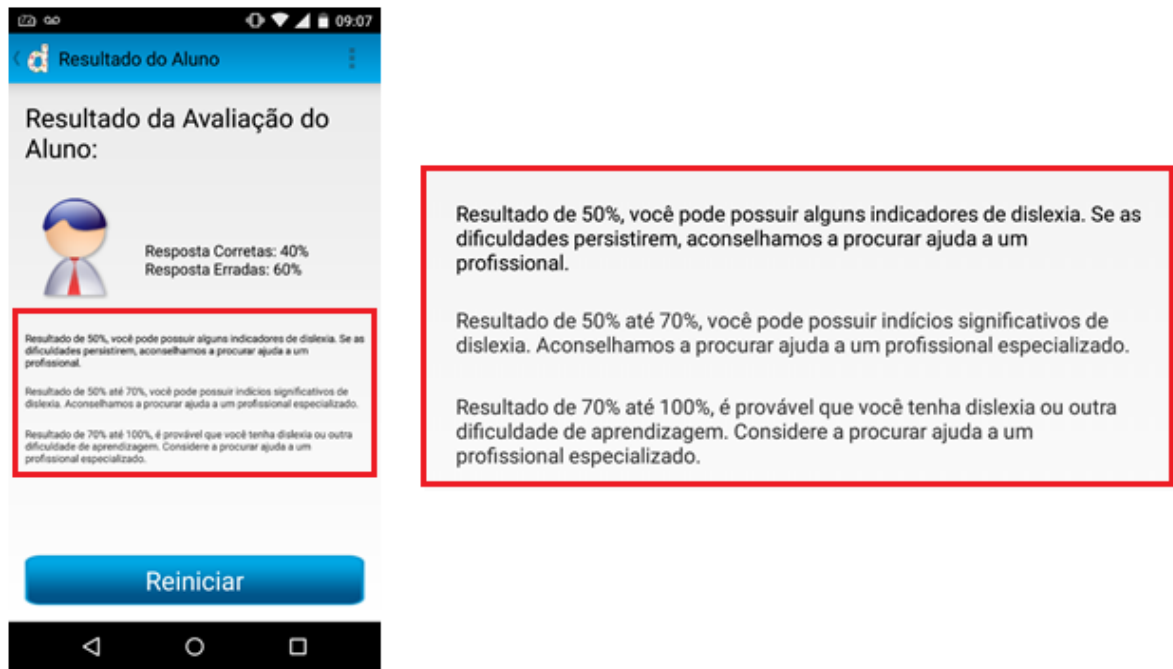 09:07
Resultado do Aluno
Resultado da Avaliação do
Aluno:
Resposta Corretas: 40%
Resposta Erradas: 60%
Resultado de 50%, você pode possuir alguns indicadores de dislexia. Se as
dificuldades persistirem, aconselhamos a procurar ajuda a um
profissional.
Resultado de 50% até 70%, você pode possuir indícios significativos de
dislexia. Aconselhamos a procurar ajuda a um profissional especializado.
Resultado de 70% até 100%, é provável que você tenha dislexia ou outra
dificuldade de aprendizagem. Considere a procurar ajuda a um
profissional especializado.
Reiniciar
Resultado de 50%, você pode possuir alguns indicadores de dislexia. Se as
dificuldades persistirem, aconselhamos a procurar ajuda a um
profissional.
Resultado de 50% até 70%, você pode possuir indícios significativos de
dislexia. Aconselhamos a procurar ajuda a um profissional especializado.
Resultado de 70% até 100%, é provável que você tenha dislexia ou outra
dificuldade de aprendizagem. Considere a procurar ajuda a um
profissional especializado.